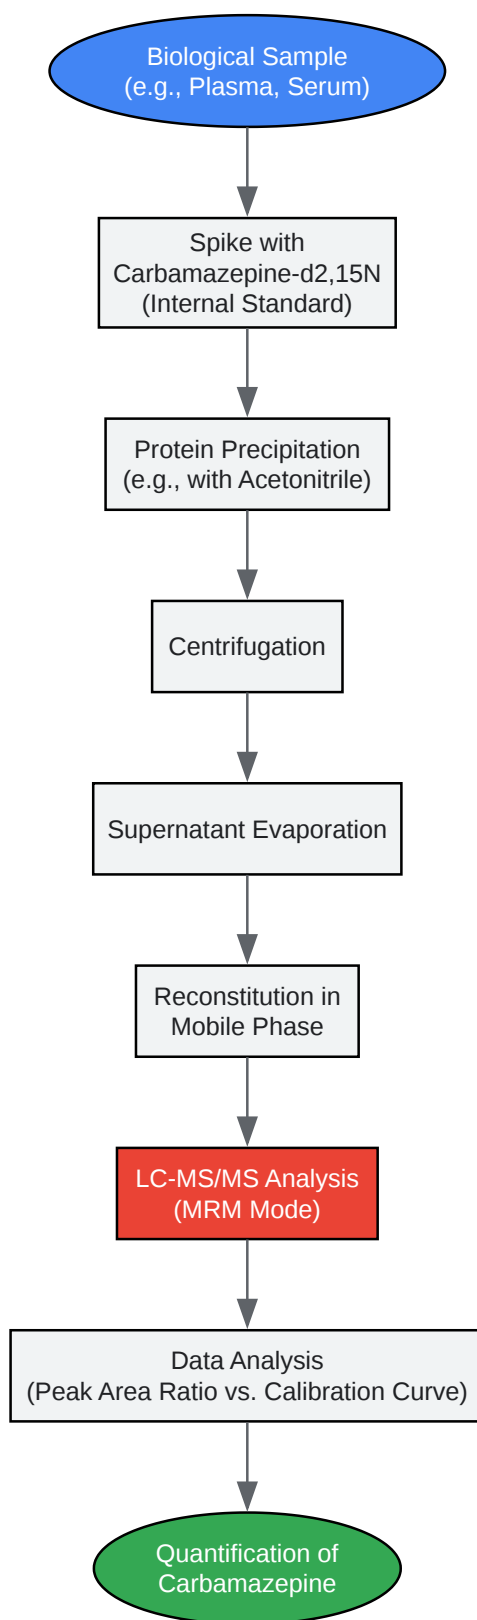 Biological Sample
(e.g., Plasma, Serum)
Spike with
Carbamazepine-d2,15N
(Internal Standard)
Protein Precipitation
(e.g., with Acetonitrile)
Centrifugation
Supernatant Evaporation
Reconstitution in
Mobile Phase
LC-MS/MS Analysis
(MRM Mode)
Data Analysis
(Peak Area Ratio vs. Calibration Curve)
Quantification of
Carbamazepine